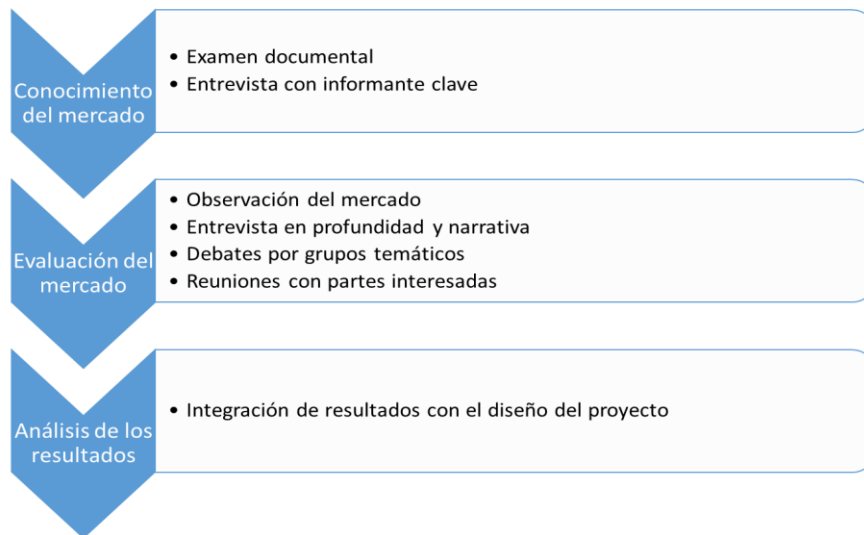 Conocimiento
del mercado
• Examen documental
• Entrevista con informante clave
Evaluación del
mercado
• Observación del mercado
• Entrevista en profundidad y narrativa
• Debates por grupos temáticos
• Reuniones con partes interesadas
Análisis de los
resultados
• Integración de resultados con el diseño del proyecto